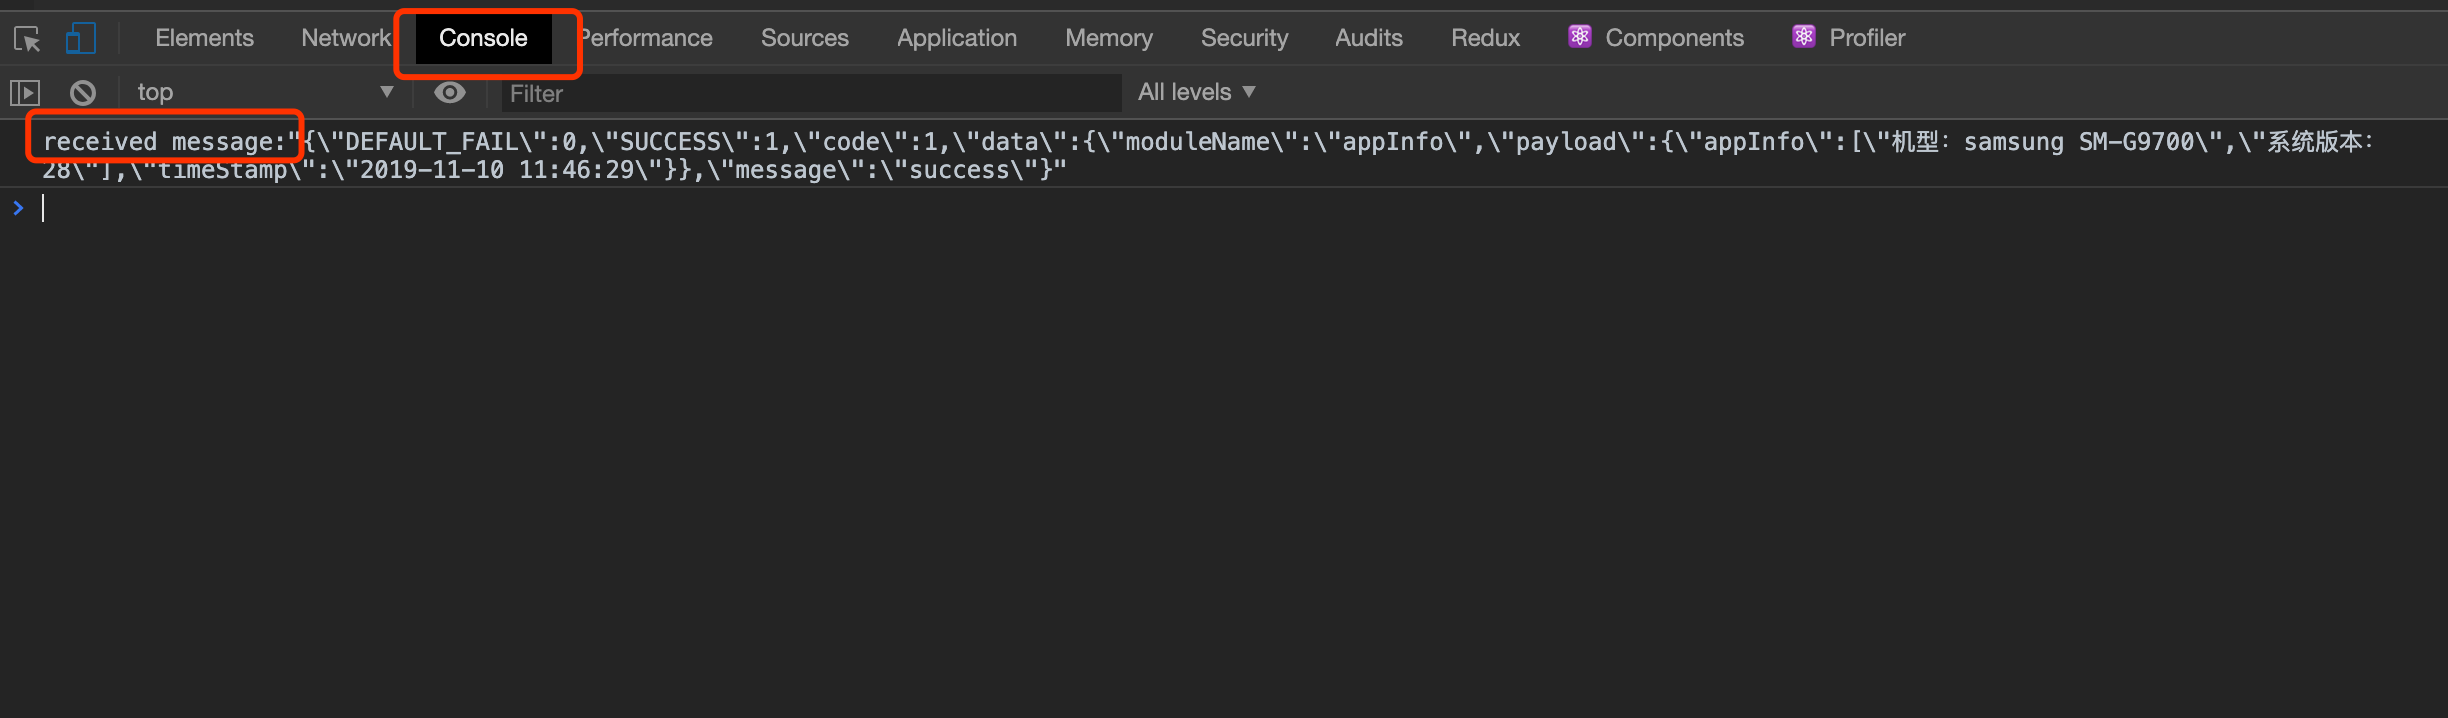 Elements Network Console Performance Sources Application Memory Security Audits Redux Components Profiler
top Filter All levels
received message:"{\"DEFAULT_FAIL\":0,\"SUCCESS\":1,\"code\":1,\"data\":{\"moduleName\":\"appInfo\",\"payload\":{\"appInfo\":[\"机型：samsung SM-G9700\",\"系统版本：
28\"],\"timeStamp\":\"2019-11-10 11:46:29\"}},\"message\":\"success\"}"